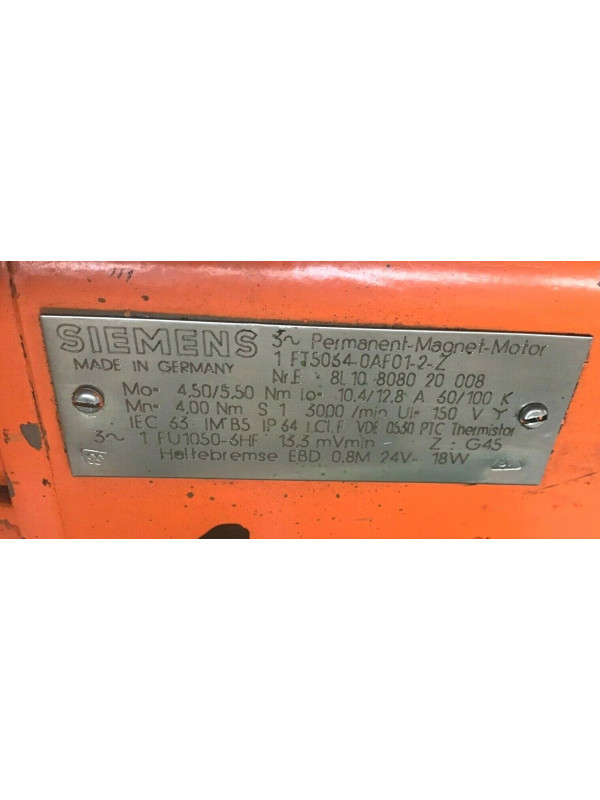 SIEMENS 3~ Permanent-Magnet-Motor
MADE IN GERMANY 1 FT5064-0AF01-2-Z
Nr.E 8L 10 8080 20 008
Mo= 4,50/5,50 Nm Io= 10,4/12,8 A 60/100 K
Mn= 4,00 Nm S 1 3000/min Ui= 150 V Y
IEC 63 IM B5 IP 64 I.Cl.F VDE 0530 PTC Thermistor
3~ 1 FU1050-6HF 13,3 mVmin Z: G45
Haltebremse EBD 0,8M 24V- 18W